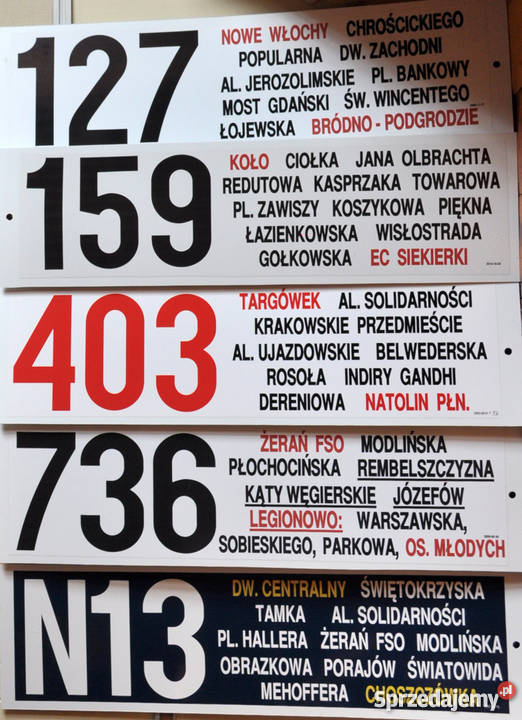 127
NOWE WŁOCHY CHROŚCICKIEGO
POPULARNA DW. ZACHODNI
AL. JEROZOLIMSKIE PL. BANKOWY
MOST GDAŃSKI ŚW. WINCENTEGO
ŁOJEWSKA BRÓDNO - PODGRODZIE
159
KOŁO CIOŁKA JANA OLBRACHTA
REDUTOWA KASPRZAKA TOWAROWA
PL. ZAWISZY KOSZYKOWA PIĘKNA
ŁAZIENKOWSKA WISŁOSTRADA
GOŁKOWSKA EC SIEKIERKI
403
TARGÓWEK AL. SOLIDARNOŚCI
KRAKOWSKIE PRZEDMIEŚCIE
AL. UJAZDOWSKIE BELWEDERSKA
ROSOŁA INDIRY GANDHI
DERENIOWA NATOLIN PŁN.
736
ŻERAŃ FSO MODLIŃSKA
PŁOCHOCIŃSKA REMBELSZCZYZNA
KĄTY WĘGIERSKIE JÓZEFÓW
LEGIONOWO: WARSZAWSKA,
SOBIESKIEGO, PARKOWA, OS. MŁODYCH
N13
DW. CENTRALNY ŚWIĘTOKRZYSKA
TAMKA AL. SOLIDARNOŚCI
PL. HALLERA ŻERAŃ FSO MODLIŃSKA
OBRAZKOWA PORAJÓW ŚWIATOWIDA
MEHOFFERA CHOSZCZÓWKA
Sprzedajemy.pl